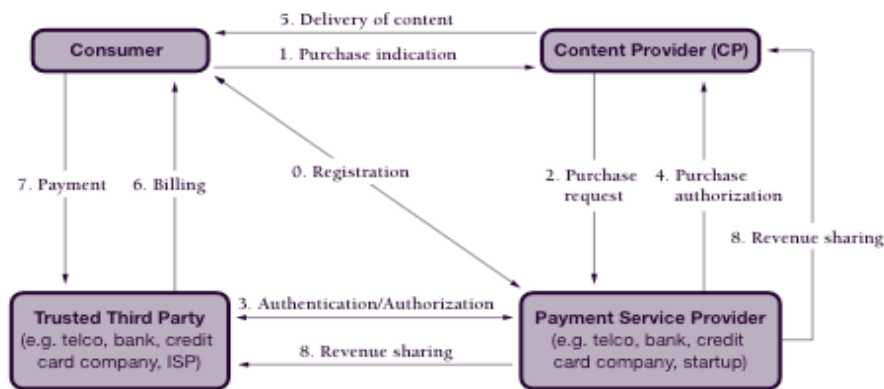 5. Delivery of content
Consumer
Content Provider (CP)
1. Purchase indication
0. Registration
7. Payment
6. Billing
2. Purchase
request
4. Purchase
authorization
8. Revenue sharing
Trusted Third Party
(e.g. telco, bank, credit
card company, ISP)
3. Authentication/Authorization
8. Revenue sharing
Payment Service Provider
(e.g. telco, bank, credit
card company, startup)